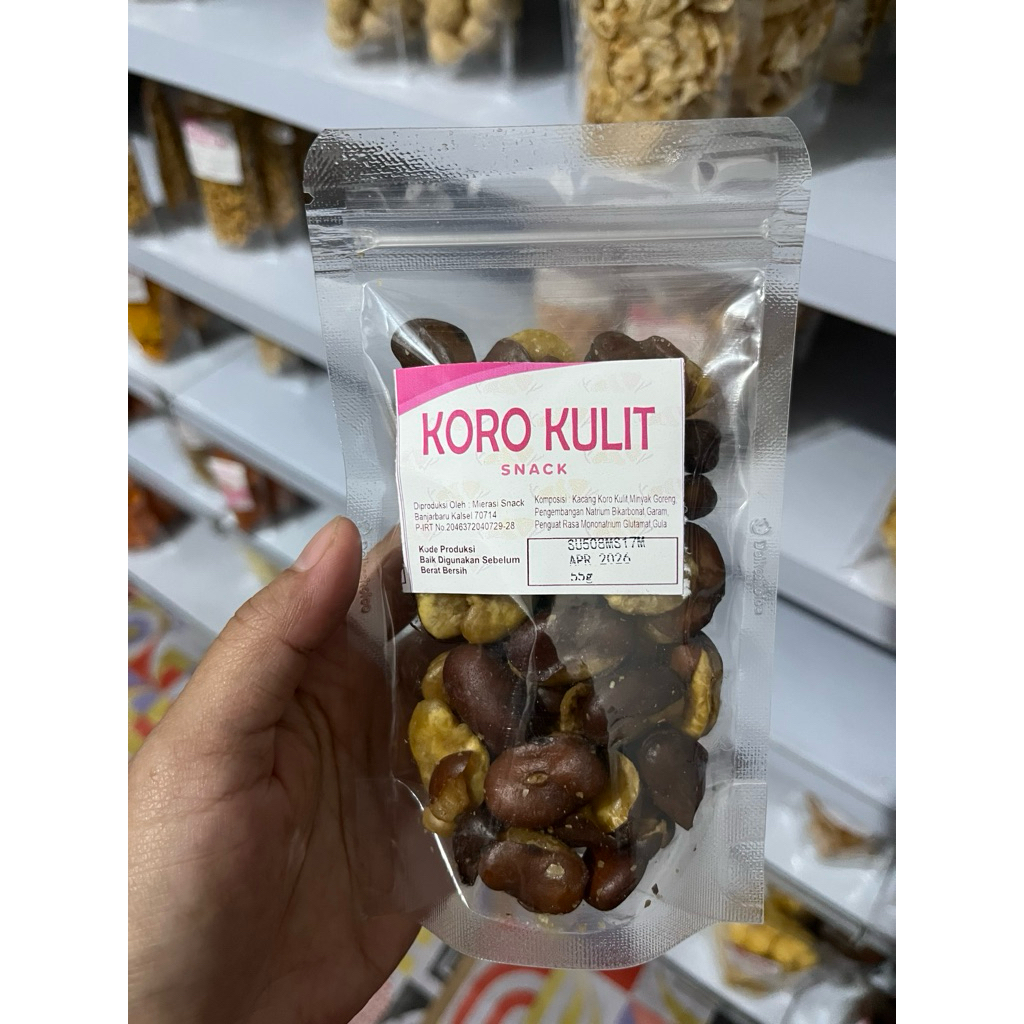 KORO KULIT
SNACK
Diproduksi Oleh : Mierasi Snack
Banjarbaru Kalsel 70714
P-IRT No.2046372040729-28
Komposisi : Kacang Koro Kulit Minyak Goreng,
Pengembangan Natrium Bikarbonat, Garam,
Penguat Rasa Mononatrium Glutamat, Gula
Kode Produksi
Baik Digunakan Sebelum
Berat Bersih
SU508MS17M
APR 2026
55g